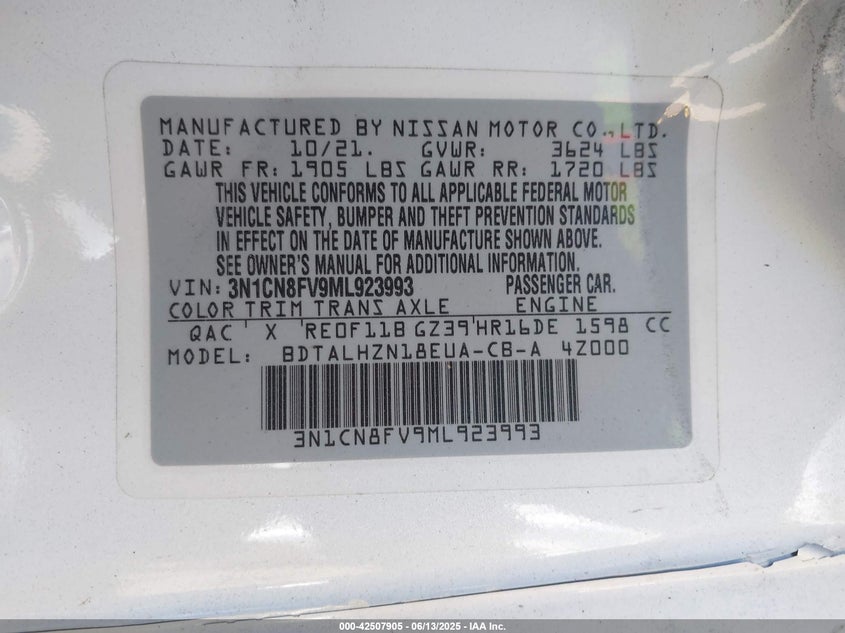 MANUFACTURED BY NISSAN MOTOR CO., LTD.
DATE: 10/21. GVWR: 3624 LBS
GAWR FR: 1905 LBS GAWR RR: 1720 LBS
THIS VEHICLE CONFORMS TO ALL APPLICABLE FEDERAL MOTOR
VEHICLE SAFETY, BUMPER AND THEFT PREVENTION STANDARDS
IN EFFECT ON THE DATE OF MANUFACTURE SHOWN ABOVE.
SEE OWNER'S MANUAL FOR ADDITIONAL INFORMATION.
VIN: 3N1CN8FV9ML923993 PASSENGER CAR.
COLOR TRIM TRANS AXLE ENGINE
QAC X RE0F11B GZ39 HR16DE 1598 CC
MODEL: BDTALHZN18EUA-CB-A 4Z000
3N1CN8FV9ML923993
000-42507905 - 06/13/2025 - IAA Inc.